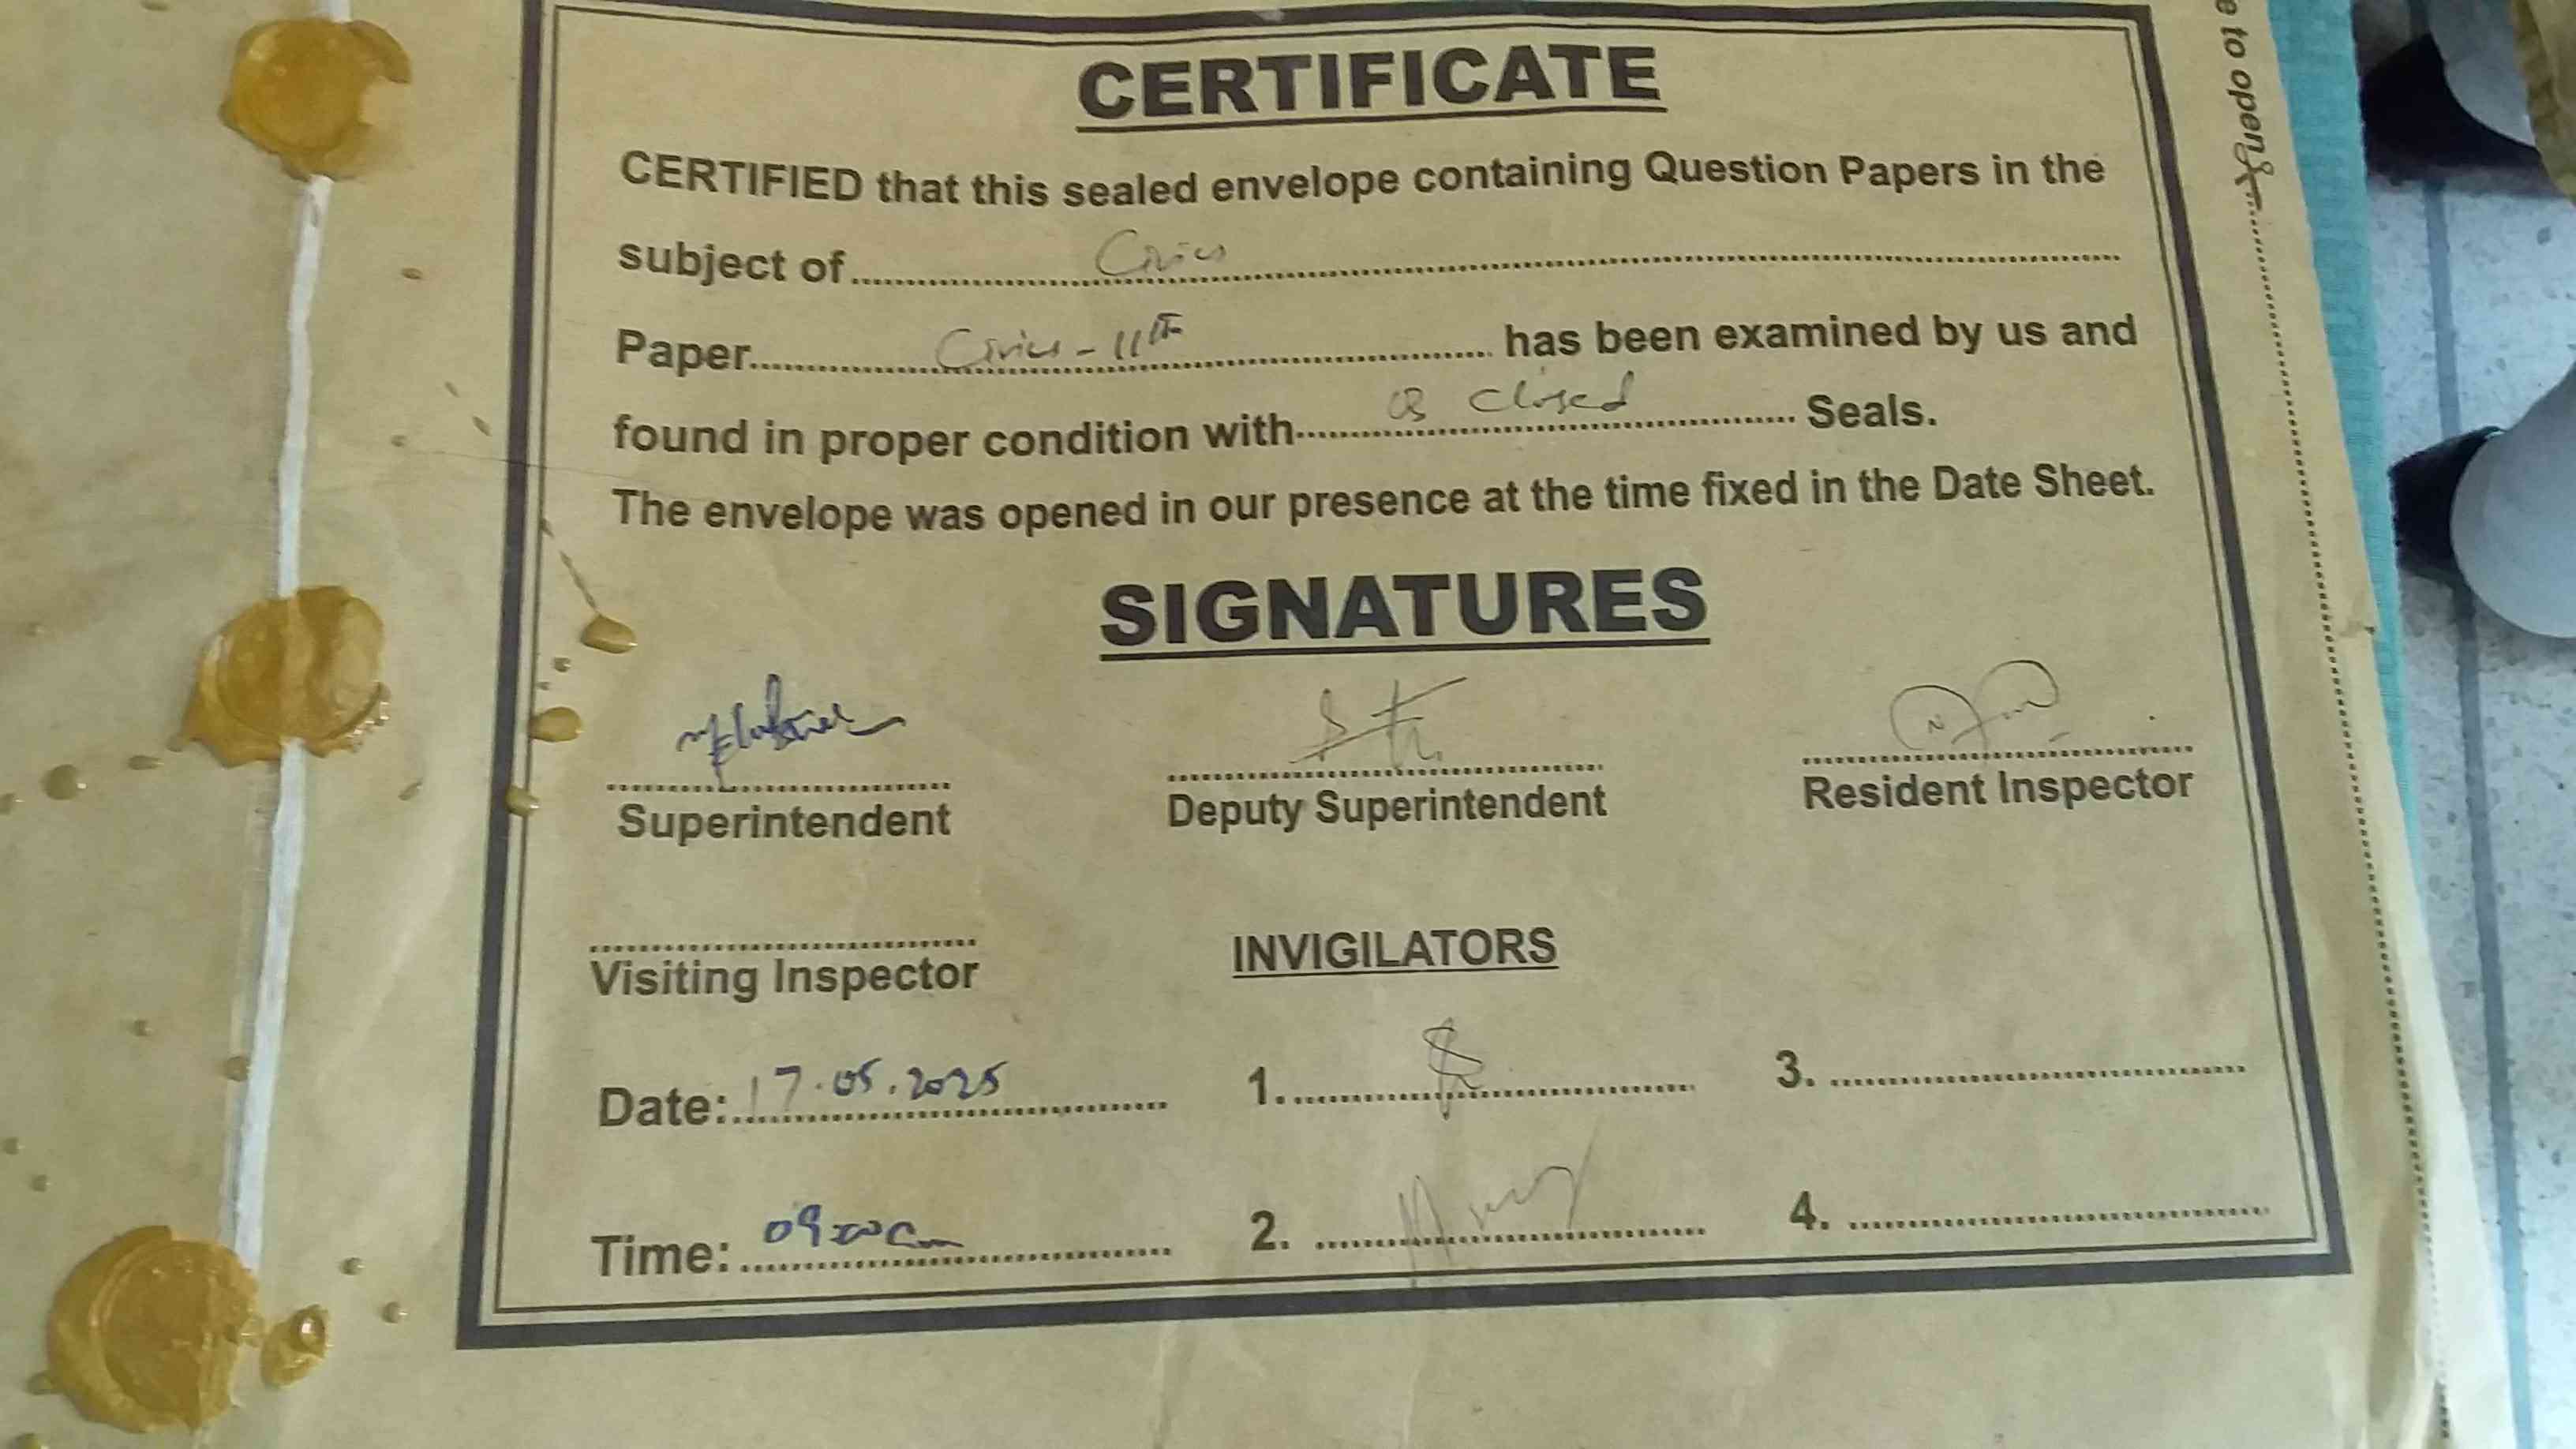 CERTIFICATE
CERTIFIED that this sealed envelope containing Question Papers in the
subject of Civics
Paper Civics - 11th has been examined by us and
found in proper condition with 03 closed Seals.
The envelope was opened in our presence at the time fixed in the Date Sheet.
SIGNATURES
Superintendent Deputy Superintendent Resident Inspector
Visiting Inspector INVIGILATORS
Date: 17.05.2025 1. 3.
Time: 09:00 am 2. 4.
e to open